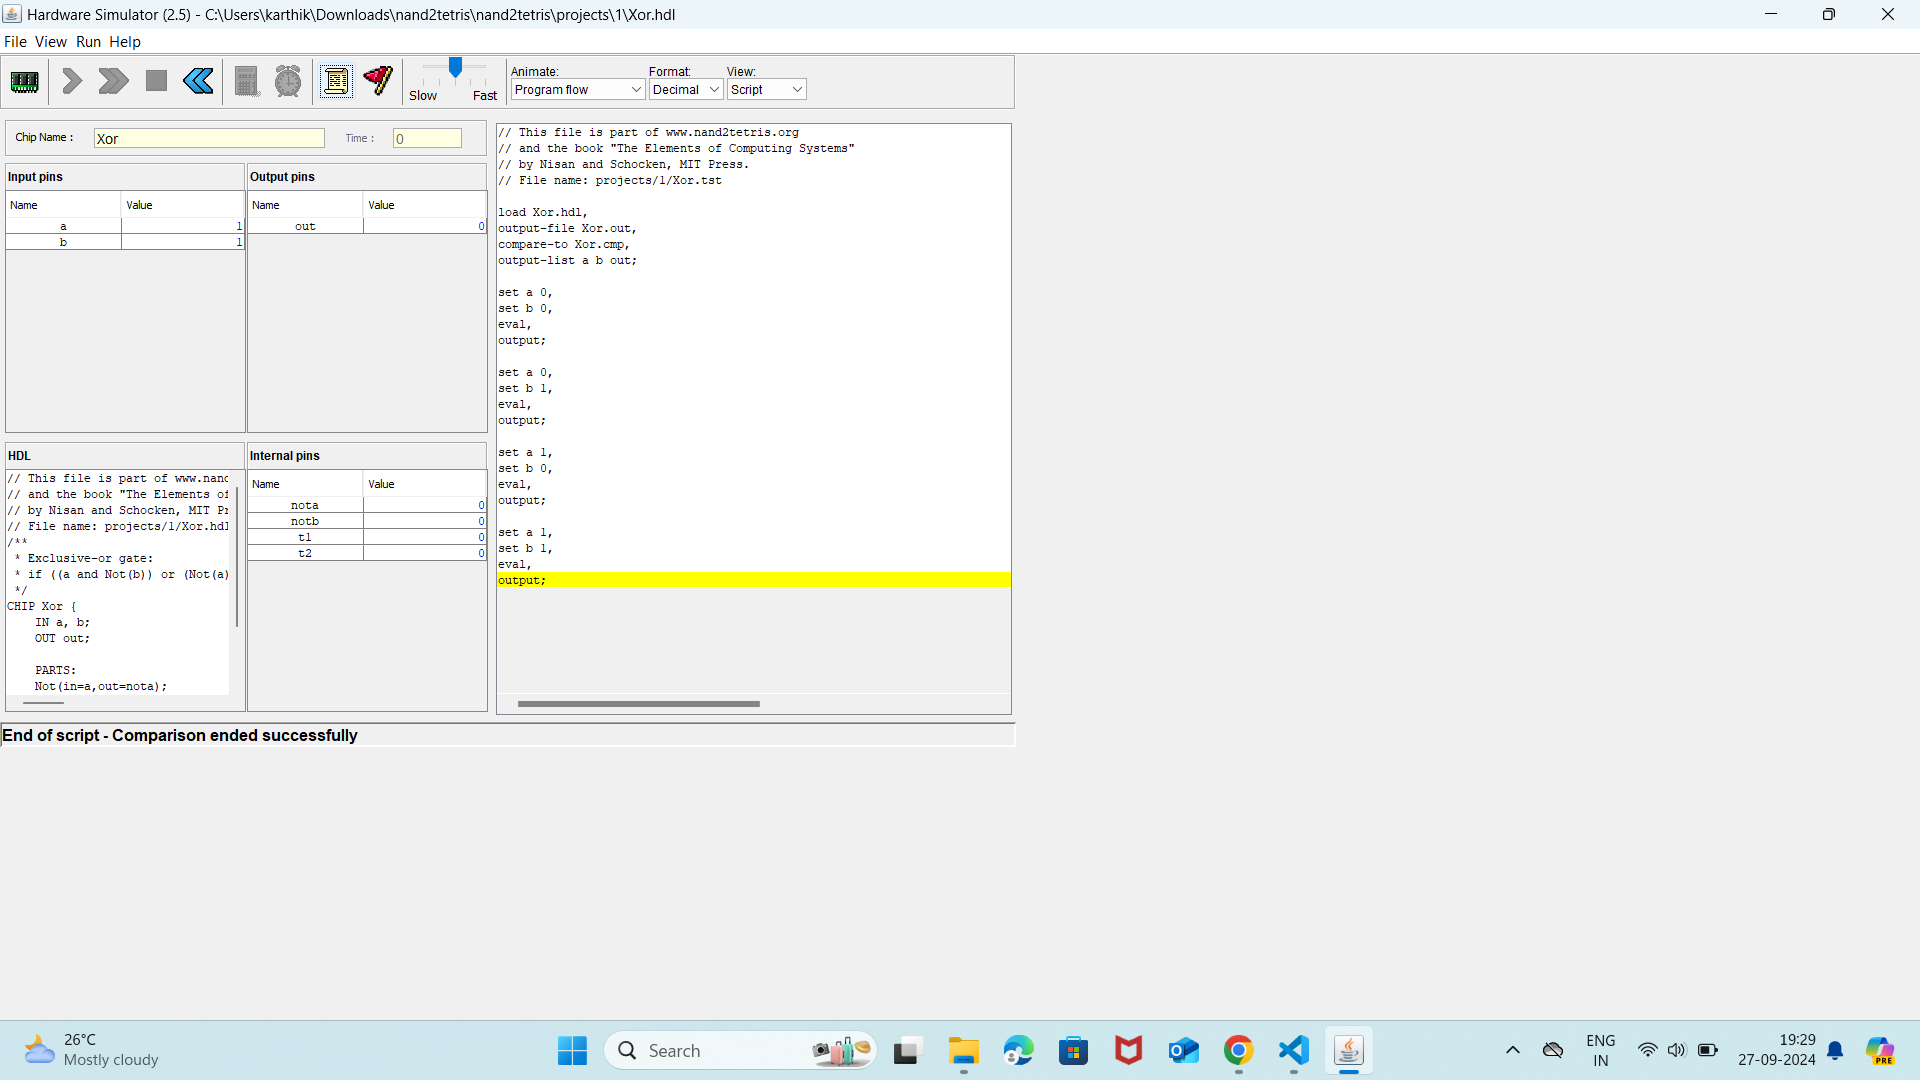 Hardware Simulator (2.5) - C:\Users\karthik\Downloads\nand2tetris\nand2tetris\projects\1\Xor.hdl
File View Run Help
Slow Fast
Animate: Format: View:
Program flow Decimal Script
Chip Name : Xor Time : 0
Input pins
Name Value
a 1
b 1
Output pins
Name Value
out 0
HDL
// This file is part of www.nand
// and the book "The Elements of
// by Nisan and Schocken, MIT Pr
// File name: projects/1/Xor.hdl
/**
* Exclusive-or gate:
* if ((a and Not(b)) or (Not(a)
*/
CHIP Xor {
IN a, b;
OUT out;
PARTS:
Not(in=a,out=nota);
Internal pins
Name Value
nota 0
notb 0
t1 0
t2 0
// This file is part of www.nand2tetris.org
// and the book "The Elements of Computing Systems"
// by Nisan and Schocken, MIT Press.
// File name: projects/1/Xor.tst
load Xor.hdl,
output-file Xor.out,
compare-to Xor.cmp,
output-list a b out;
set a 0,
set b 0,
eval,
output;
set a 0,
set b 1,
eval,
output;
set a 1,
set b 0,
eval,
output;
set a 1,
set b 1,
eval,
output;
End of script - Comparison ended successfully
26°C
Mostly cloudy
Search
ENG
IN
19:29
27-09-2024
PRE